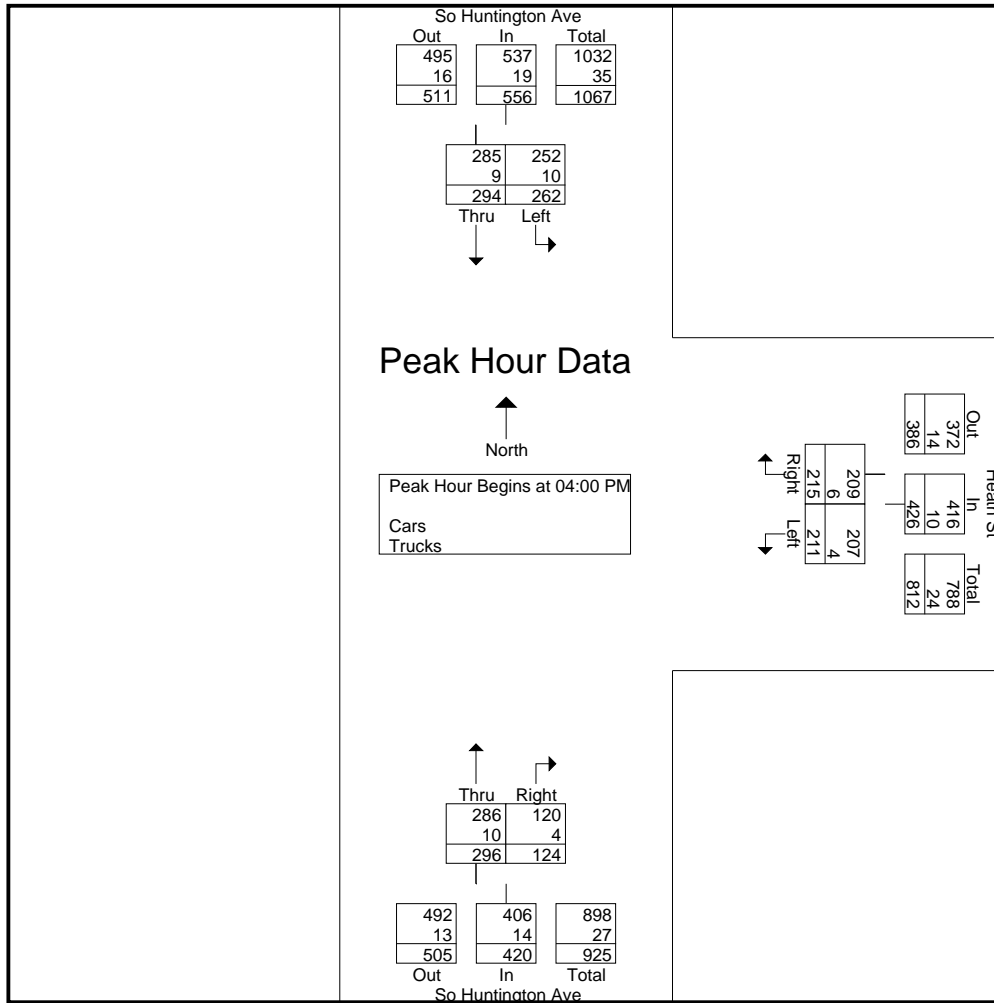 So Huntington Ave
Out In Total
495 537 1032
16 19 35
511 556 1067
285 252
9 10
294 262
Thru Left
Peak Hour Data
North
Peak Hour Begins at 04:00 PM
Cars
Trucks
Right Left
215 211
6 4
209 207
Out In Total
386 426 812
14 10 24
372 416 788
Heath St
Thru Right
286 120
10 4
296 124
492 406 898
13 14 27
505 420 925
Out In Total
So Huntington Ave